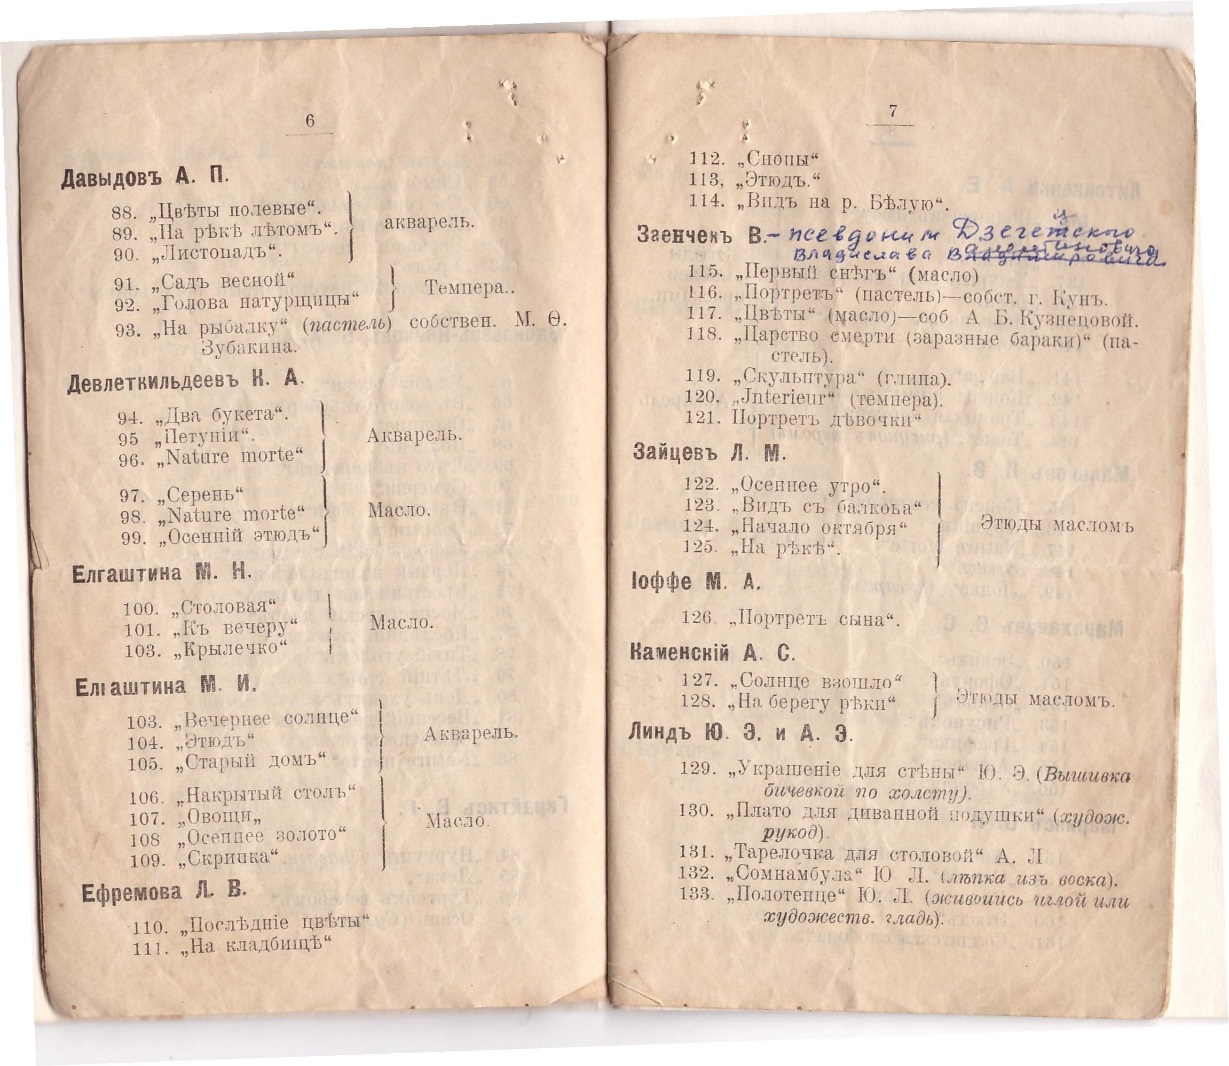 6
Давыдовъ А. П.
88. „Цвѣты полевые“.
89. „На рѣкѣ лѣтомъ“.
90. „Листопадъ“.
акварель.
91. „Садъ весной“
92. „Голова натурщицы“
Темпера..
93. „На рыбалку“ (пастель) собствен. М. Ѳ.
Зубакина.
Девлеткильдеевъ К. А.
94. „Два букета“.
95 „Петуніи“.
96. „Nature morte“
Акварель.
97. „Серень“
98. „Nature morte“
99. „Осенній этюдъ“
Масло.
Елгаштина М. Н.
100. „Столовая“
101. „Къ вечеру“
103. „Крылечко“
Масло.
Елгаштина М. И.
103. „Вечернее солнце“
104. „Этюдъ“
105. „Старый домъ“
Акварель.
106. „Накрытый столъ“
107. „Овощи„
108 „Осеннее золото“
109. „Скрипка“
Масло.
Ефремова Л. В.
110. „Послѣдніе цвѣты“
111. „На кладбищѣ“
7
112. „Снопы“
113, „Этюдъ.“
114. „Видъ на р. Бѣлую“.
Заенчекъ В.- псевдоним Дзегецкого
Владислава
115. „Первый снѣгъ“ (масло)
116. „Портретъ“ (пастель)—собст. г. Кунъ.
117. „Цвѣты“ (масло)—соб. А Б. Кузнецовой.
118. „Царство смерти (заразные бараки)“ (па-
стель).
119. „Скульптура“ (глина).
120. „Jnterieur“ (темпера).
121. Портретъ дѣвочки“
Зайцевъ Л. М.
122. „Осеннее утро“.
123. „Видъ съ балкона“
124. „Начало октября“
125. „На рѣкѣ“.
Этюды масломъ
Іоффе М. А.
126. „Портретъ сына“.
Каменскій А. С.
127. „Солнце взошло“
128. „На берегу рѣки“
Этюды масломъ.
Линдъ Ю. Э. и А. Э.
129. „Украшеніе для стѣны“ Ю. Э. (Вышивка
бичевкой по холсту).
130. „Плато для диванной подушки“ (худож.
рукод).
131. „Тарелочка для столовой“ А. Л
132. „Сомнамбула“ Ю Л. (лѣпка изъ воска).
133. „Полотенце“ Ю. Л. (живопись иглой или
художеств. гладь).